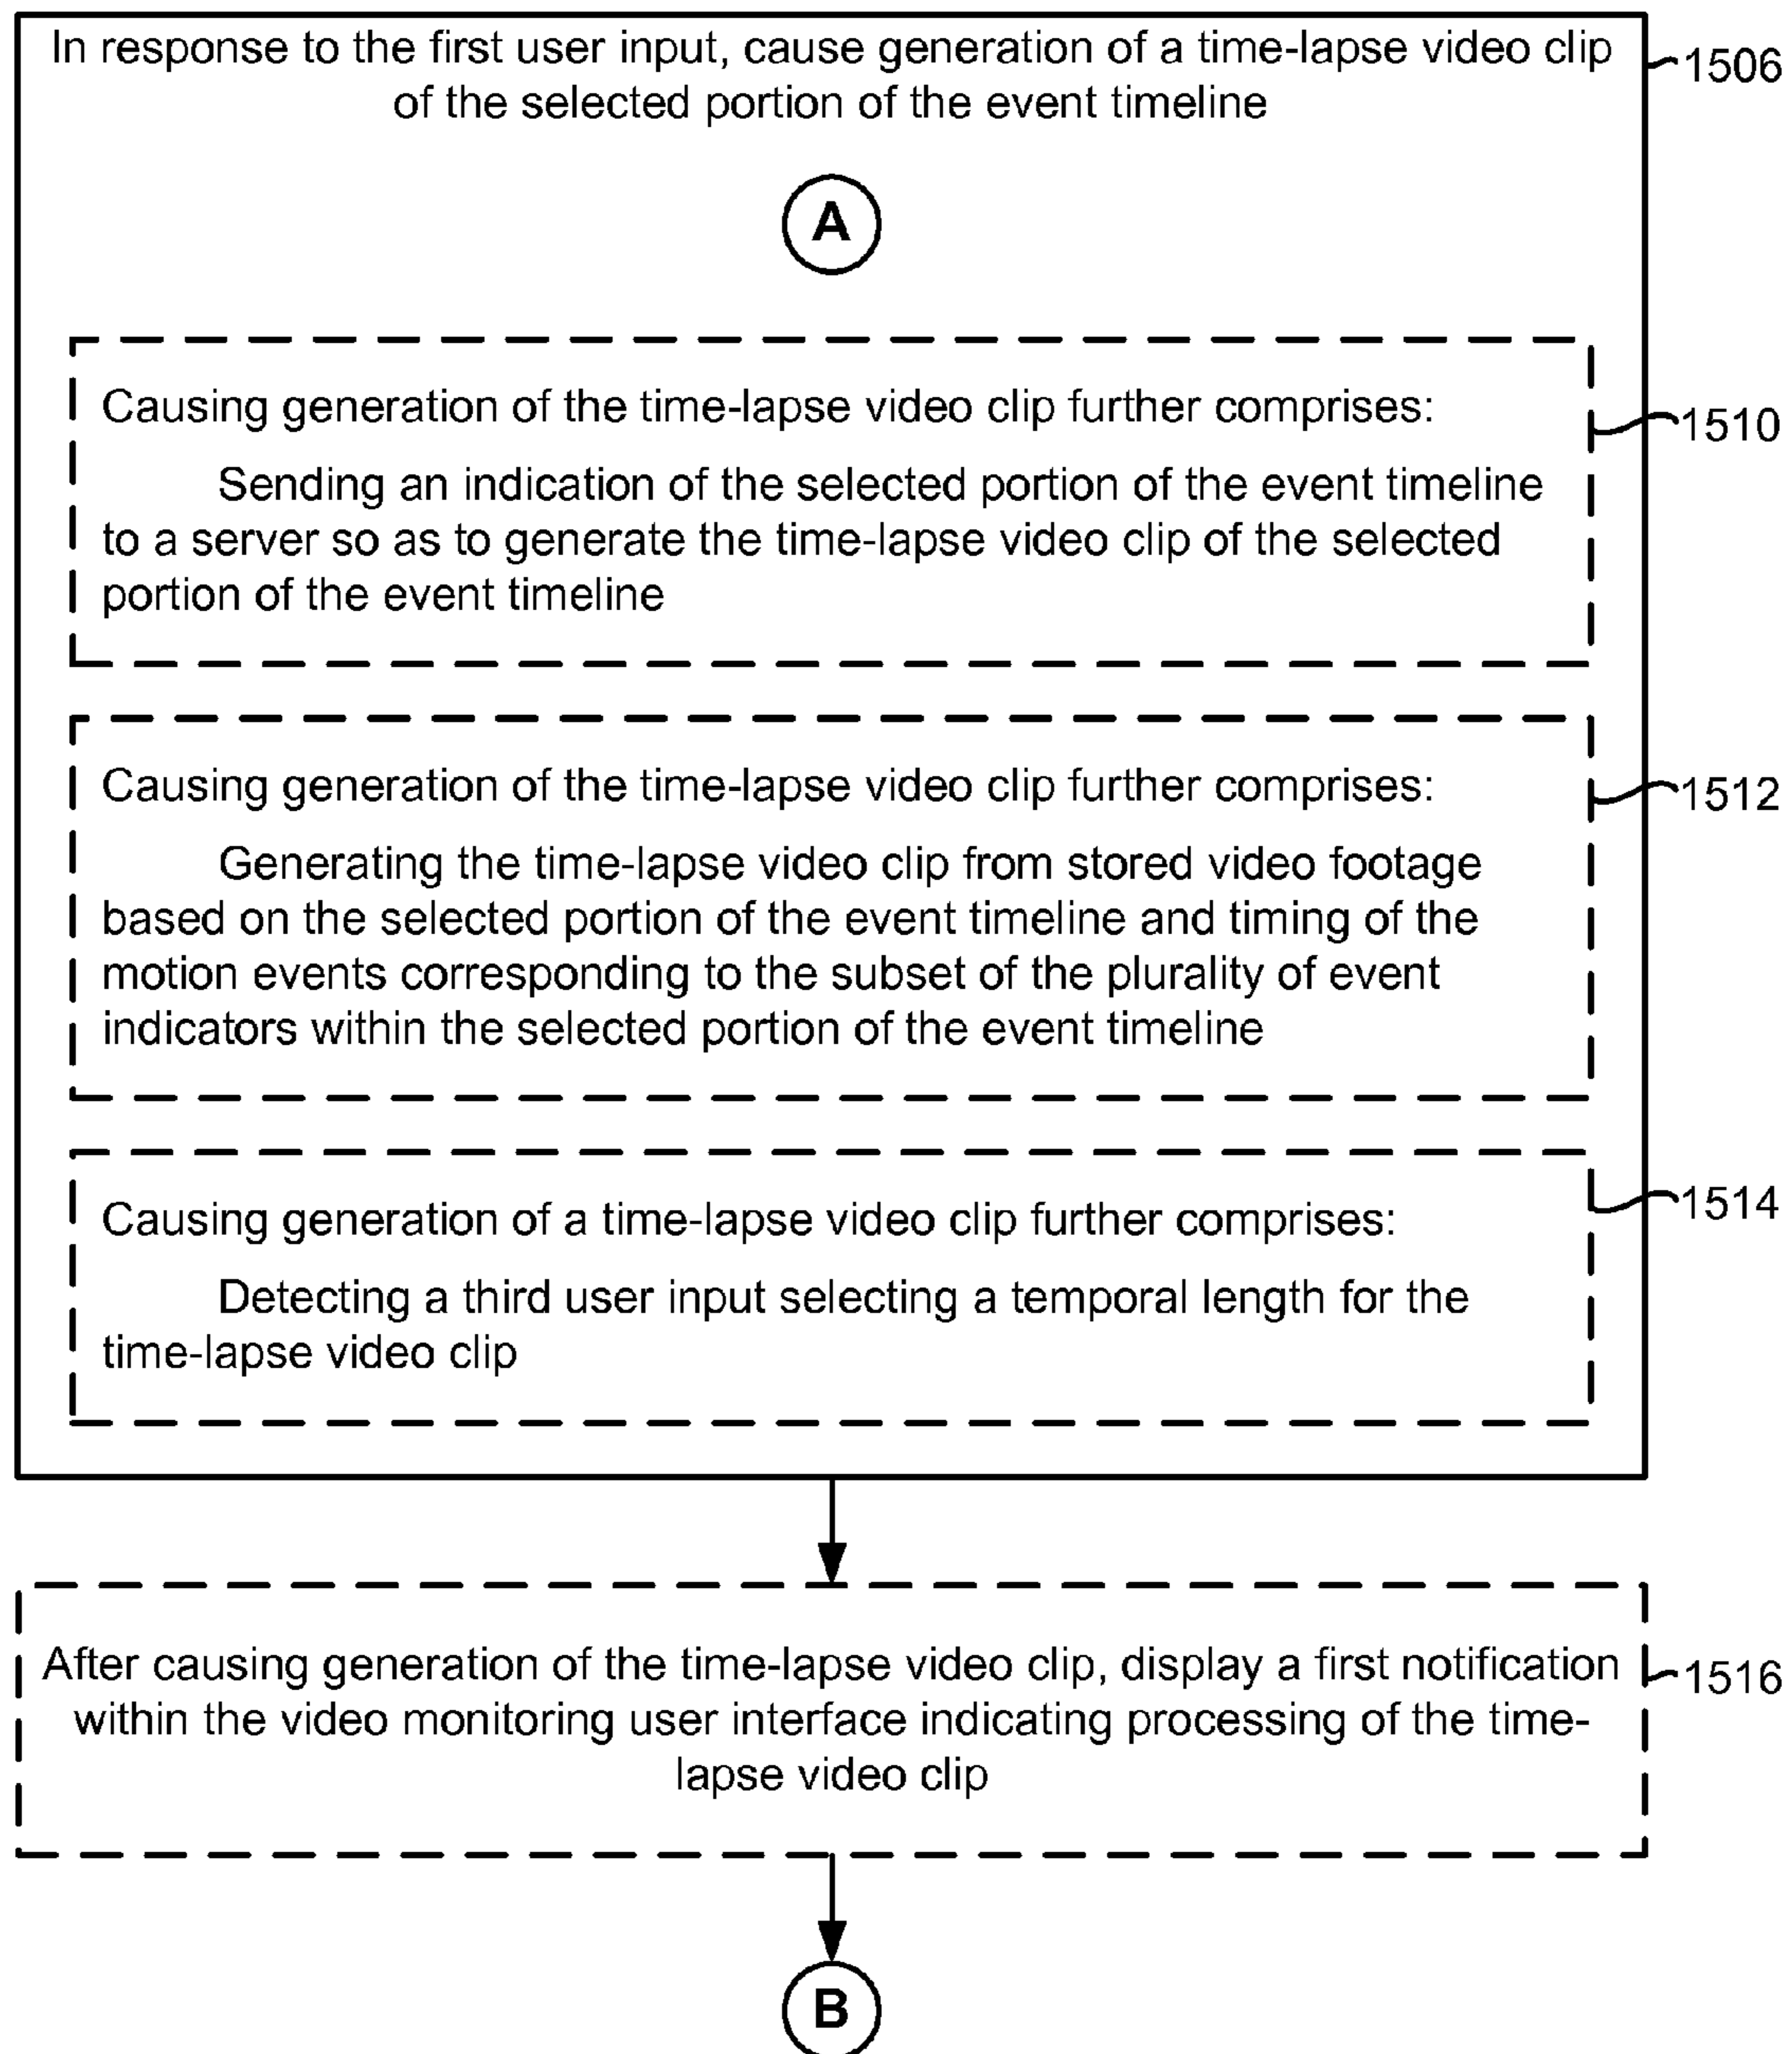 In response to the first user input, cause generation of a time-lapse video clip
of the selected portion of the event timeline
1506
A
Causing generation of the time-lapse video clip further comprises:
1510
Sending an indication of the selected portion of the event timeline
to a server so as to generate the time-lapse video clip of the selected
portion of the event timeline
Causing generation of the time-lapse video clip further comprises:
1512
Generating the time-lapse video clip from stored video footage
based on the selected portion of the event timeline and timing of the
motion events corresponding to the subset of the plurality of event
indicators within the selected portion of the event timeline
Causing generation of a time-lapse video clip further comprises:
1514
Detecting a third user input selecting a temporal length for the
time-lapse video clip
After causing generation of the time-lapse video clip, display a first notification
1516
within the video monitoring user interface indicating processing of the time-
lapse video clip
B